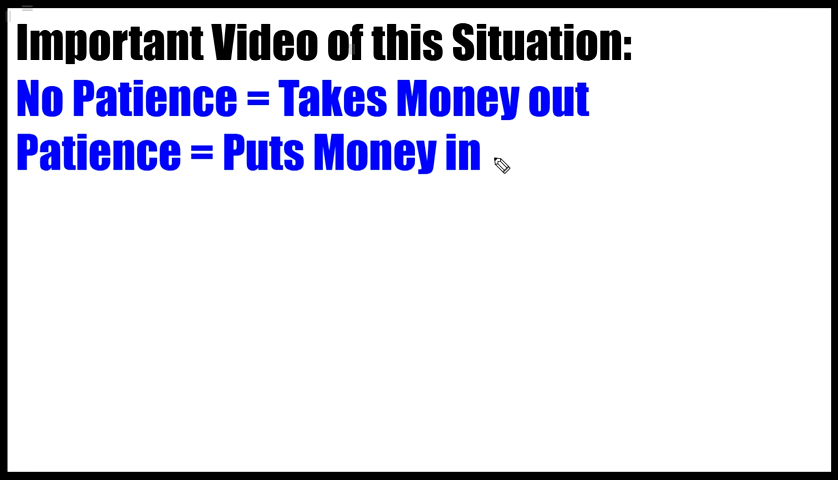 Important Video of this Situation:
No Patience = Takes Money out
Patience = Puts Money in